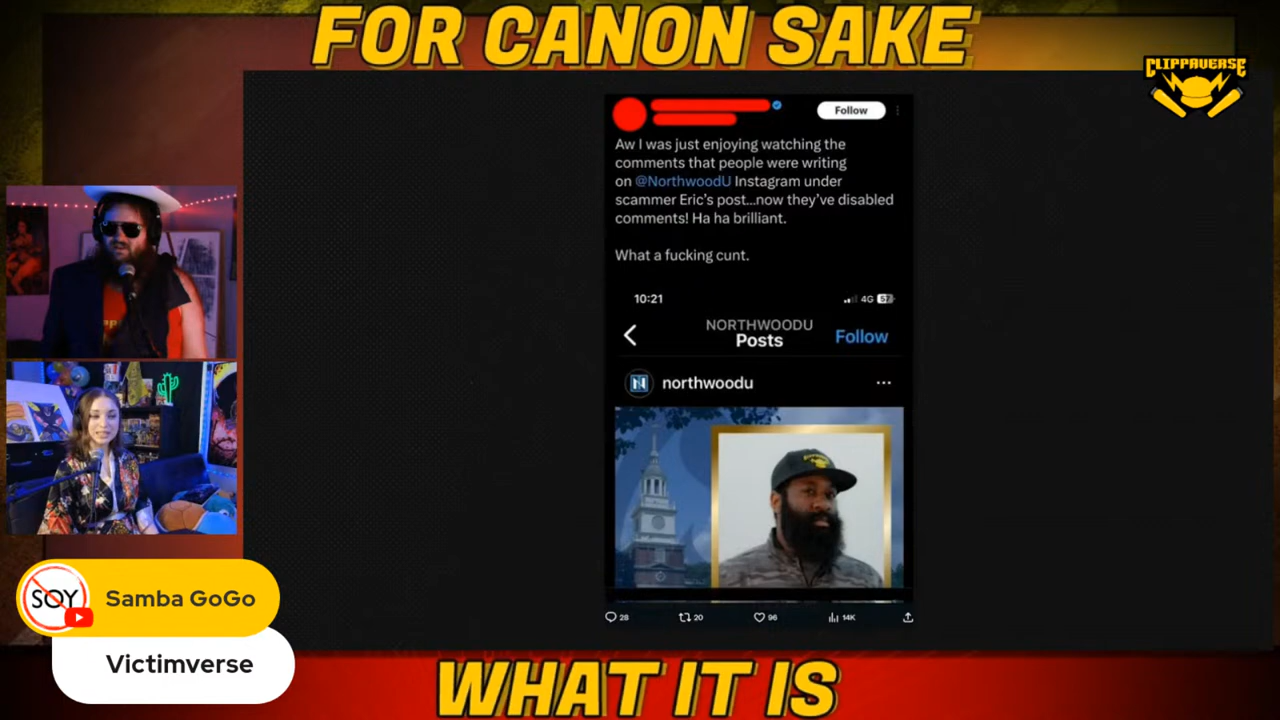 FOR CANON SAKE
CLIPPAVERSE
Follow
Aw I was just enjoying watching the
comments that people were writing
on @NorthwoodU Instagram under
scammer Eric's post...now they've disabled
comments! Ha ha brilliant.
What a fucking cunt.
10:21
4G 57
NORTHWOODU
Posts
Follow
N northwoodu
28
20
96
14K
SOY
Samba GoGo
Victimverse
WHAT IT IS